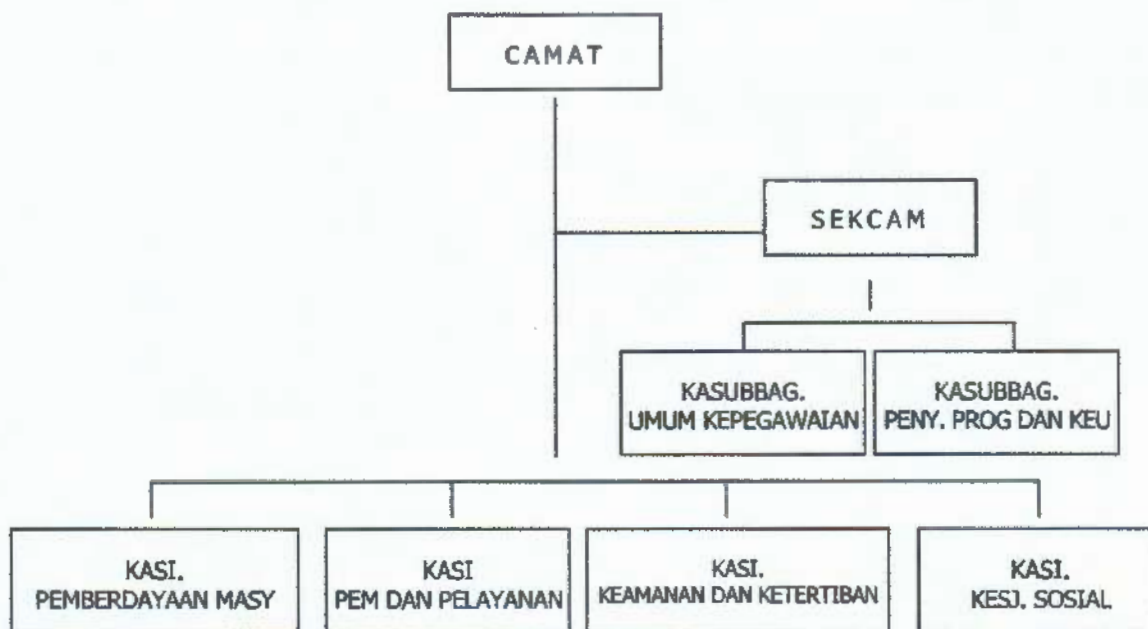 CAMAT
SEKCAM
KASUBBAG.
UMUM KEPEGAWAIAN
KASUBBAG.
PENY. PROG DAN KEU
KASI.
PEMBERDAYAAN MASY
KASI
PEM DAN PELAYANAN
KASI.
KEAMANAN DAN KETERTIBAN
KASI.
KESJ. SOSIAL